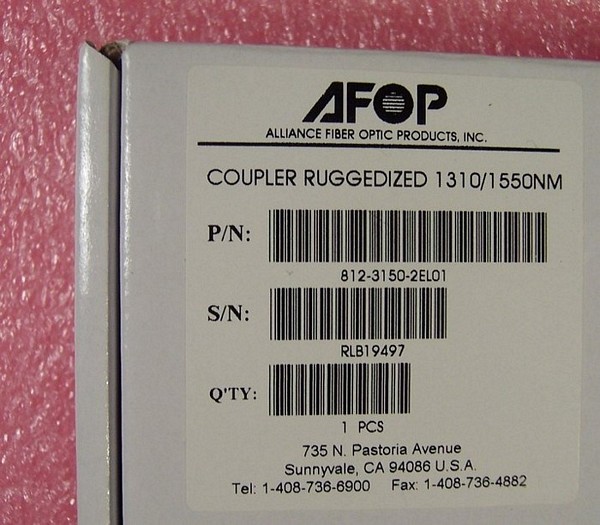 AFOP
ALLIANCE FIBER OPTIC PRODUCTS, INC.
COUPLER RUGGEDIZED 1310/1550NM
P/N:
812-3150-2EL01
S/N:
RLB19497
Q'TY:
1 PCS
735 N. Pastoria Avenue
Sunnyvale, CA 94086 U.S.A.
Tel: 1-408-736-6900 Fax: 1-408-736-4882